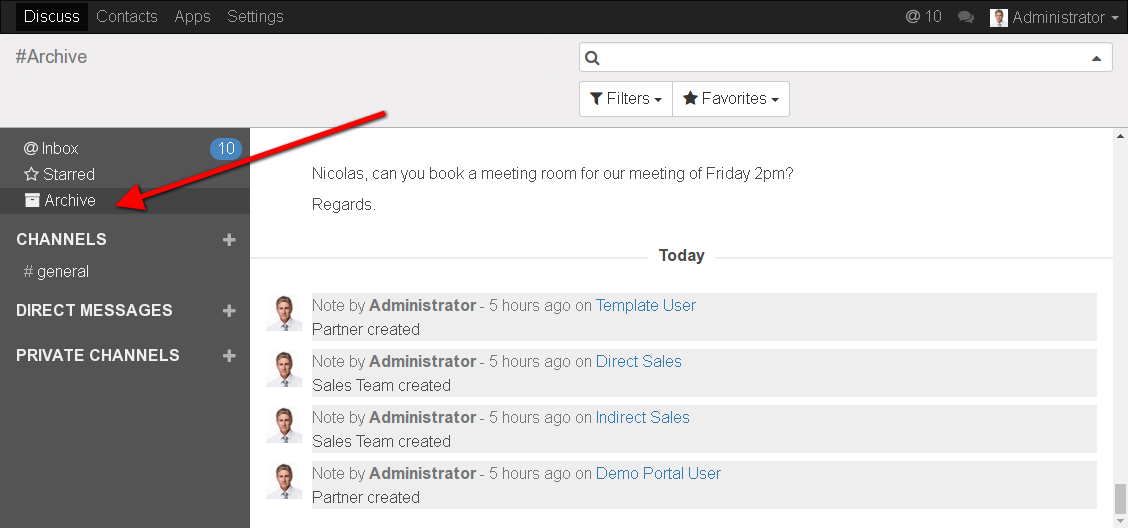 Discuss Contacts Apps Settings @ 10 Administrator
#Archive
Filters Favorites
@ Inbox 10
Starred
Archive
CHANNELS +
# general
DIRECT MESSAGES +
PRIVATE CHANNELS +
Nicolas, can you book a meeting room for our meeting of Friday 2pm?
Regards.
Today
Note by Administrator - 5 hours ago on Template User
Partner created
Note by Administrator - 5 hours ago on Direct Sales
Sales Team created
Note by Administrator - 5 hours ago on Indirect Sales
Sales Team created
Note by Administrator - 5 hours ago on Demo Portal User
Partner created